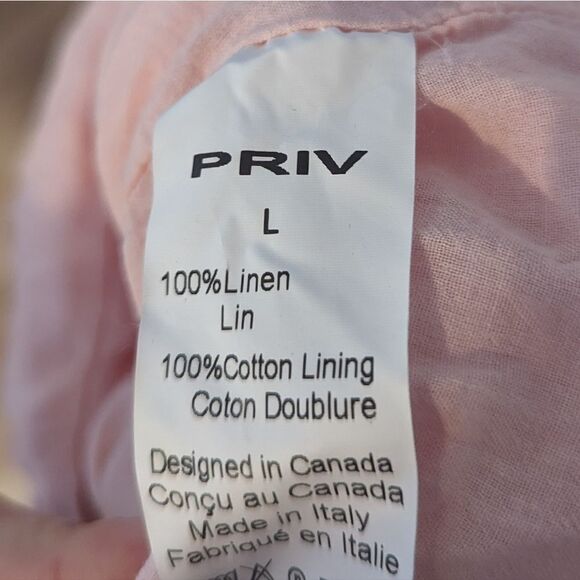 PRIV
L
100%Linen
Lin
100%Cotton Lining
Coton Doublure
Designed in Canada
Conçu au Canada
Made in Italy
Fabriqué en Italie